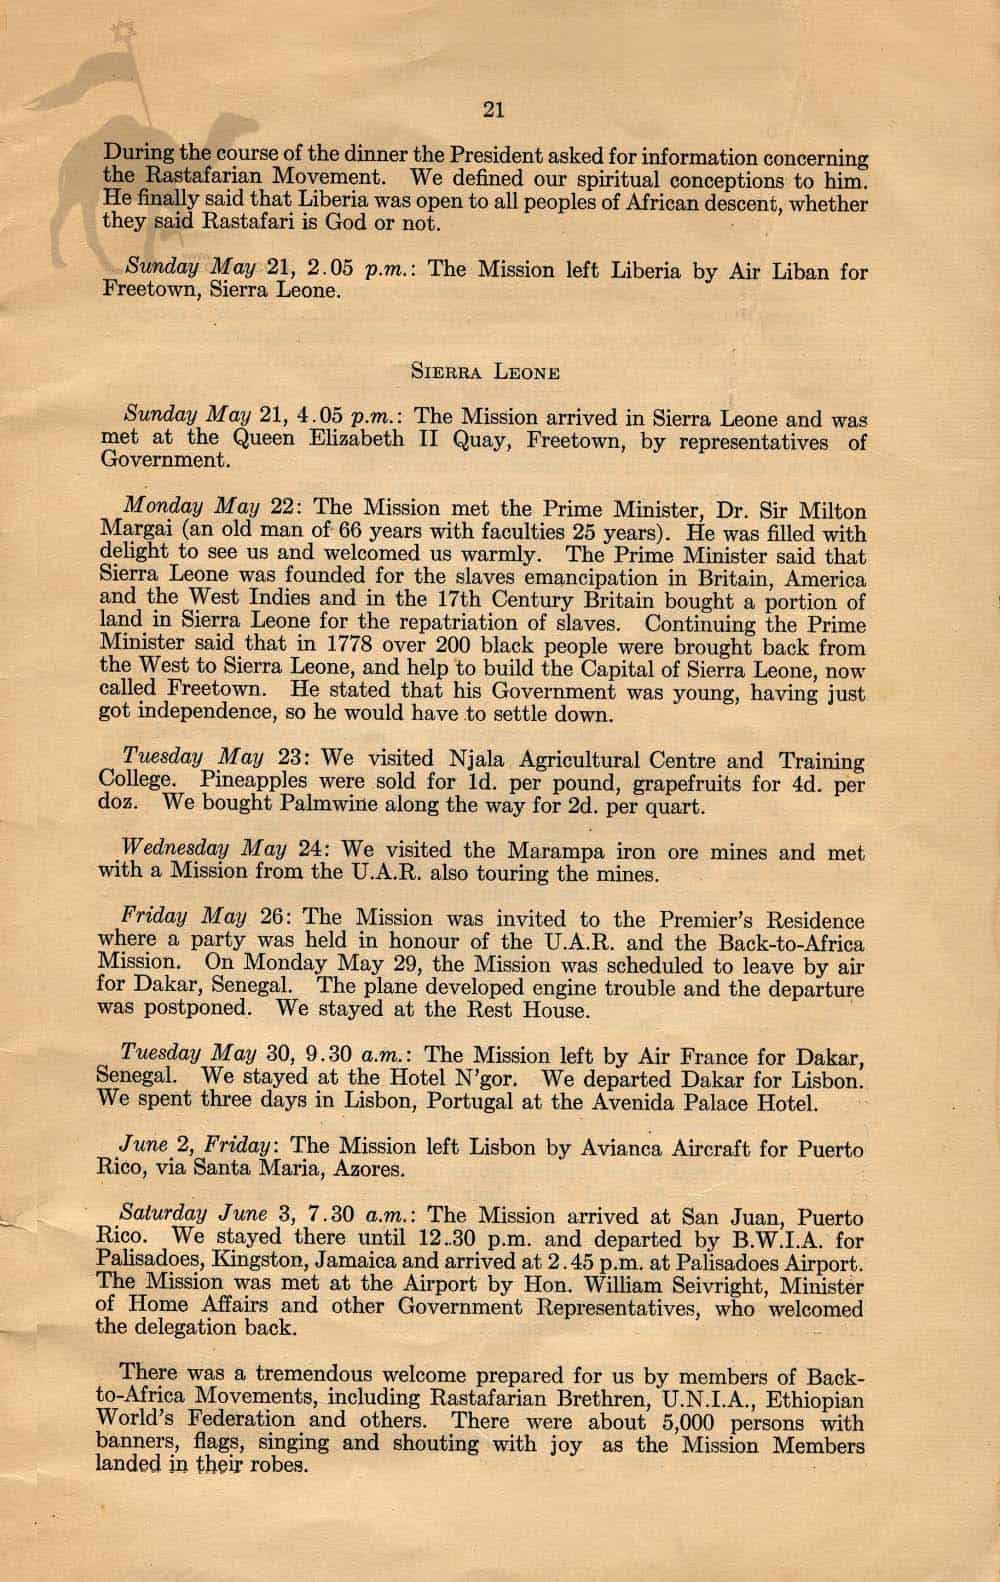 21
During the course of the dinner the President asked for information concerning
the Rastafarian Movement. We defined our spiritual conceptions to him.
He finally said that Liberia was open to all peoples of African descent, whether
they said Rastafari is God or not.
Sunday May 21, 2.05 p.m.: The Mission left Liberia by Air Liban for
Freetown, Sierra Leone.
SIERRA LEONE
Sunday May 21, 4.05 p.m.: The Mission arrived in Sierra Leone and was
met at the Queen Elizabeth II Quay, Freetown, by representatives of
Government.
Monday May 22: The Mission met the Prime Minister, Dr. Sir Milton
Margai (an old man of 66 years with faculties 25 years). He was filled with
delight to see us and welcomed us warmly. The Prime Minister said that
Sierra Leone was founded for the slaves emancipation in Britain, America
and the West Indies and in the 17th Century Britain bought a portion of
land in Sierra Leone for the repatriation of slaves. Continuing the Prime
Minister said that in 1778 over 200 black people were brought back from
the West to Sierra Leone, and help to build the Capital of Sierra Leone, now
called Freetown. He stated that his Government was young, having just
got independence, so he would have to settle down.
Tuesday May 23: We visited Njala Agricultural Centre and Training
College. Pineapples were sold for 1d. per pound, grapefruits for 4d. per
doz. We bought Palmwine along the way for 2d. per quart.
Wednesday May 24: We visited the Marampa iron ore mines and met
with a Mission from the U.A.R. also touring the mines.
Friday May 26: The Mission was invited to the Premier's Residence
where a party was held in honour of the U.A.R. and the Back-to-Africa
Mission. On Monday May 29, the Mission was scheduled to leave by air
for Dakar, Senegal. The plane developed engine trouble and the departure
was postponed. We stayed at the Rest House.
Tuesday May 30, 9.30 a.m.: The Mission left by Air France for Dakar,
Senegal. We stayed at the Hotel N'gor. We departed Dakar for Lisbon.
We spent three days in Lisbon, Portugal at the Avenida Palace Hotel.
June 2, Friday: The Mission left Lisbon by Avianca Aircraft for Puerto
Rico, via Santa Maria, Azores.
Saturday June 3, 7.30 a.m.: The Mission arrived at San Juan, Puerto
Rico. We stayed there until 12..30 p.m. and departed by B.W.I.A. for
Palisadoes, Kingston, Jamaica and arrived at 2.45 p.m. at Palisadoes Airport.
The Mission was met at the Airport by Hon. William Seivright, Minister
of Home Affairs and other Government Representatives, who welcomed
the delegation back.
There was a tremendous welcome prepared for us by members of Back-
to-Africa Movements, including Rastafarian Brethren, U.N.I.A., Ethiopian
World's Federation and others. There were about 5,000 persons with
banners, flags, singing and shouting with joy as the Mission Members
landed in their robes.